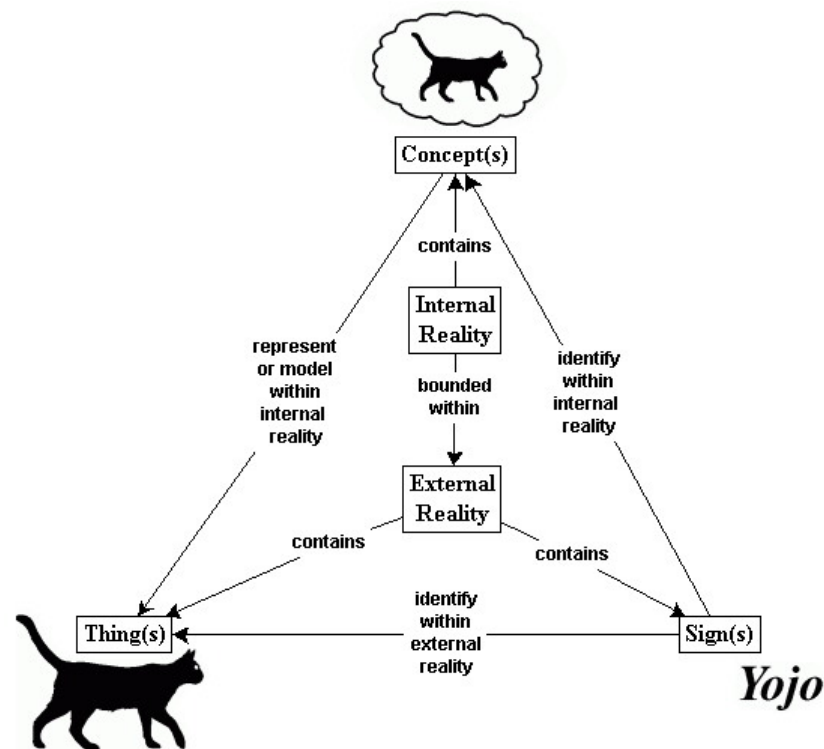 Concept(s)
contains
Internal
Reality
represent
or model
within
internal
reality
bounded
within
identify
within
internal
reality
External
Reality
contains
contains
identify
within
external
reality
Thing(s)
Sign(s)
Yojo